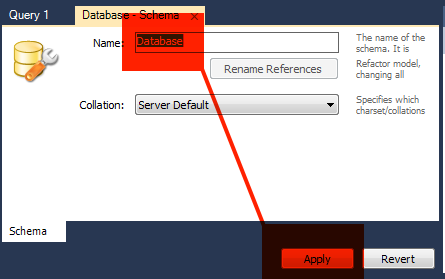 Query 1
Database - Schema ×
Name: Database
The name of the
schema. It is
Rename References
Refactor model,
changing all
Collation: Server Default
Specifies which
charset/collations
Schema
Apply Revert